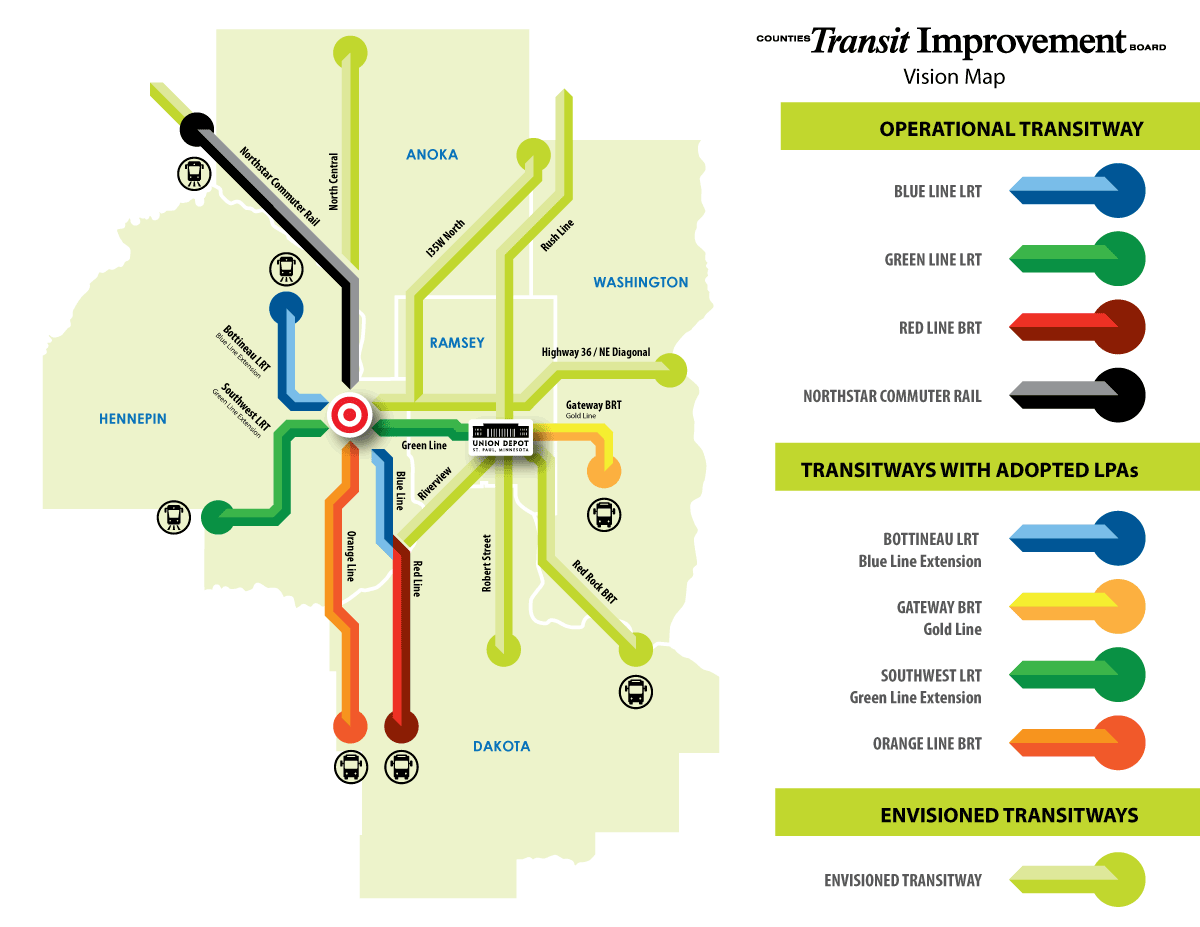 COUNTIES Transit Improvement BOARD
Vision Map
OPERATIONAL TRANSITWAY
BLUE LINE LRT
GREEN LINE LRT
RED LINE BRT
NORTHSTAR COMMUTER RAIL
TRANSITWAYS WITH ADOPTED LPAs
BOTTINEAU LRT
Blue Line Extension
GATEWAY BRT
Gold Line
SOUTHWEST LRT
Green Line Extension
ORANGE LINE BRT
ENVISIONED TRANSITWAYS
ENVISIONED TRANSITWAY
ANOKA
Northstar Commuter Rail
North Central
I35W North
Rush Line
WASHINGTON
RAMSEY
Highway 36 / NE Diagonal
Bottineau LRT
Blue Line Extension
Southwest LRT
Green Line Extension
HENNEPIN
Gateway BRT
Gold Line
Green Line
UNION DEPOT
ST. PAUL, MINNESOTA
Blue Line
Riverview
Orange Line
Red Line
Robert Street
Red Rock BRT
DAKOTA